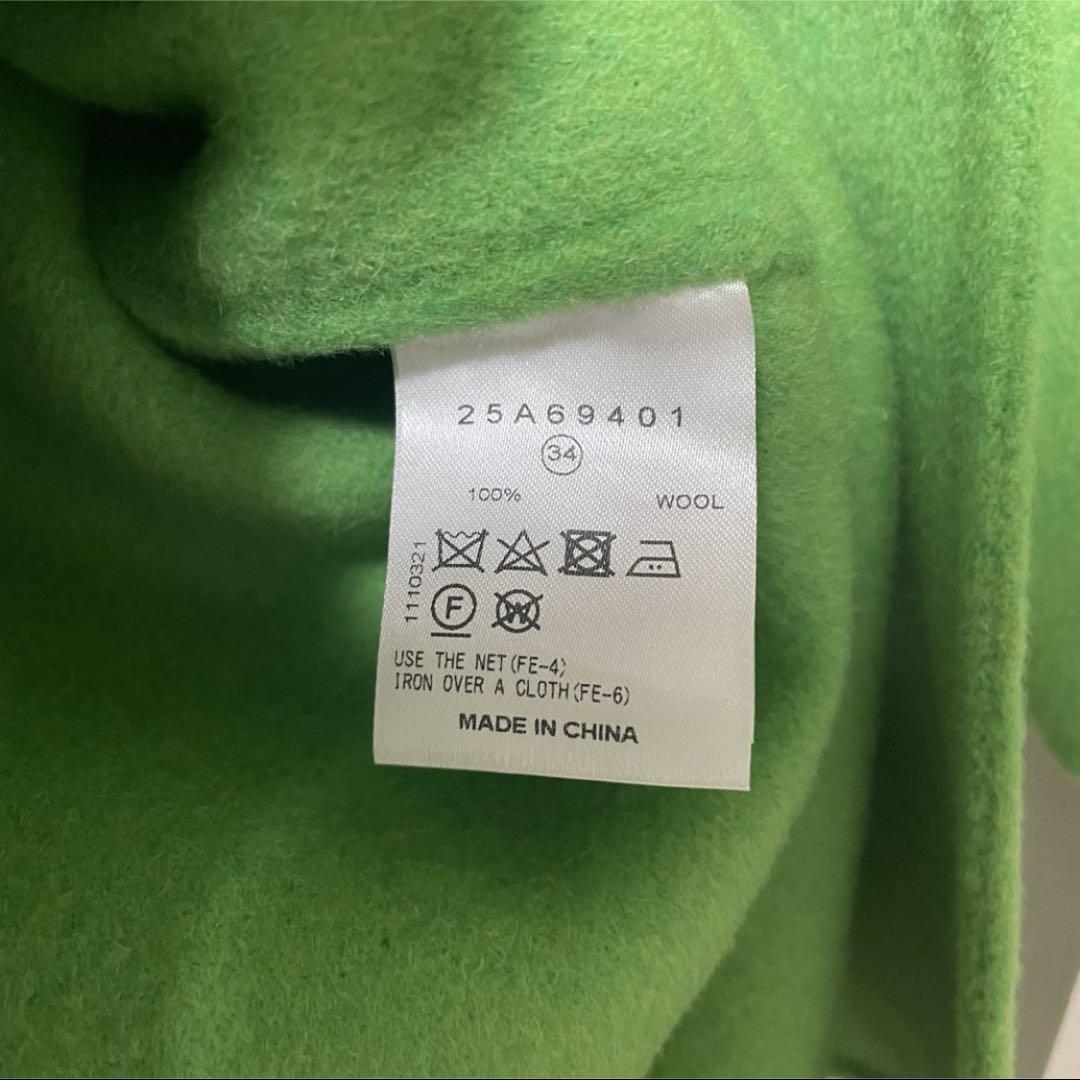 25A69401
34
100% WOOL
1110321
F W
USE THE NET(FE-4)
IRON OVER A CLOTH(FE-6)
MADE IN CHINA